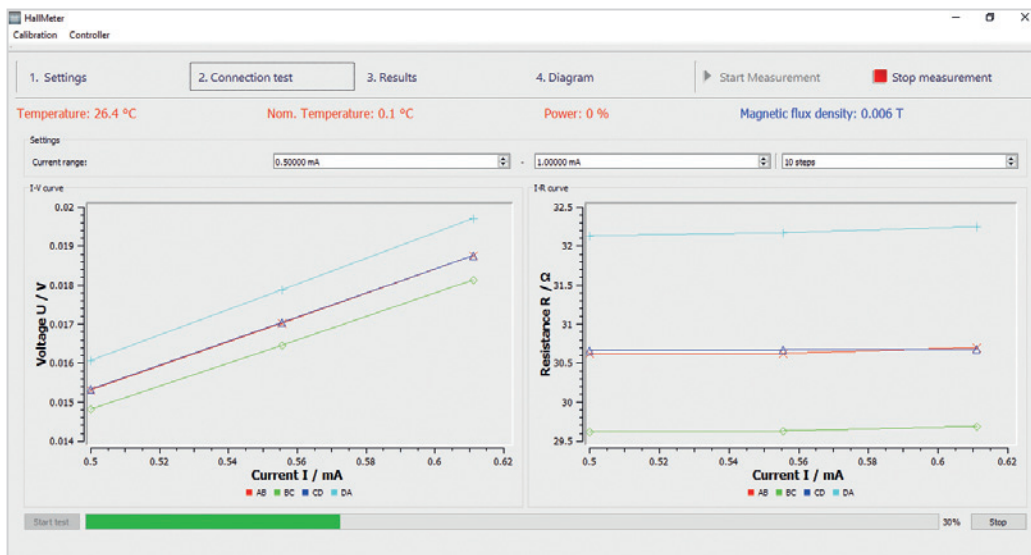 HallMeter
Calibration Controller
1. Settings 2. Connection test 3. Results 4. Diagram Start Measurement Stop measurement
Temperature: 26.4 °C Nom. Temperature: 0.1 °C Power: 0 % Magnetic flux density: 0.006 T
Settings
Current range: 0.50000 mA - 1.00000 mA 10 steps
I-V curve
0.02
0.019
0.018
0.017
0.016
0.015
0.014
Voltage U / V
0.5 0.52 0.54 0.56 0.58 0.6 0.62
Current I / mA
AB BC CD DA
I-R curve
32.5
32
31.5
31
30.5
30
29.5
Resistance R / Ω
0.5 0.52 0.54 0.56 0.58 0.6 0.62
Current I / mA
AB BC CD DA
Start test 30% Stop